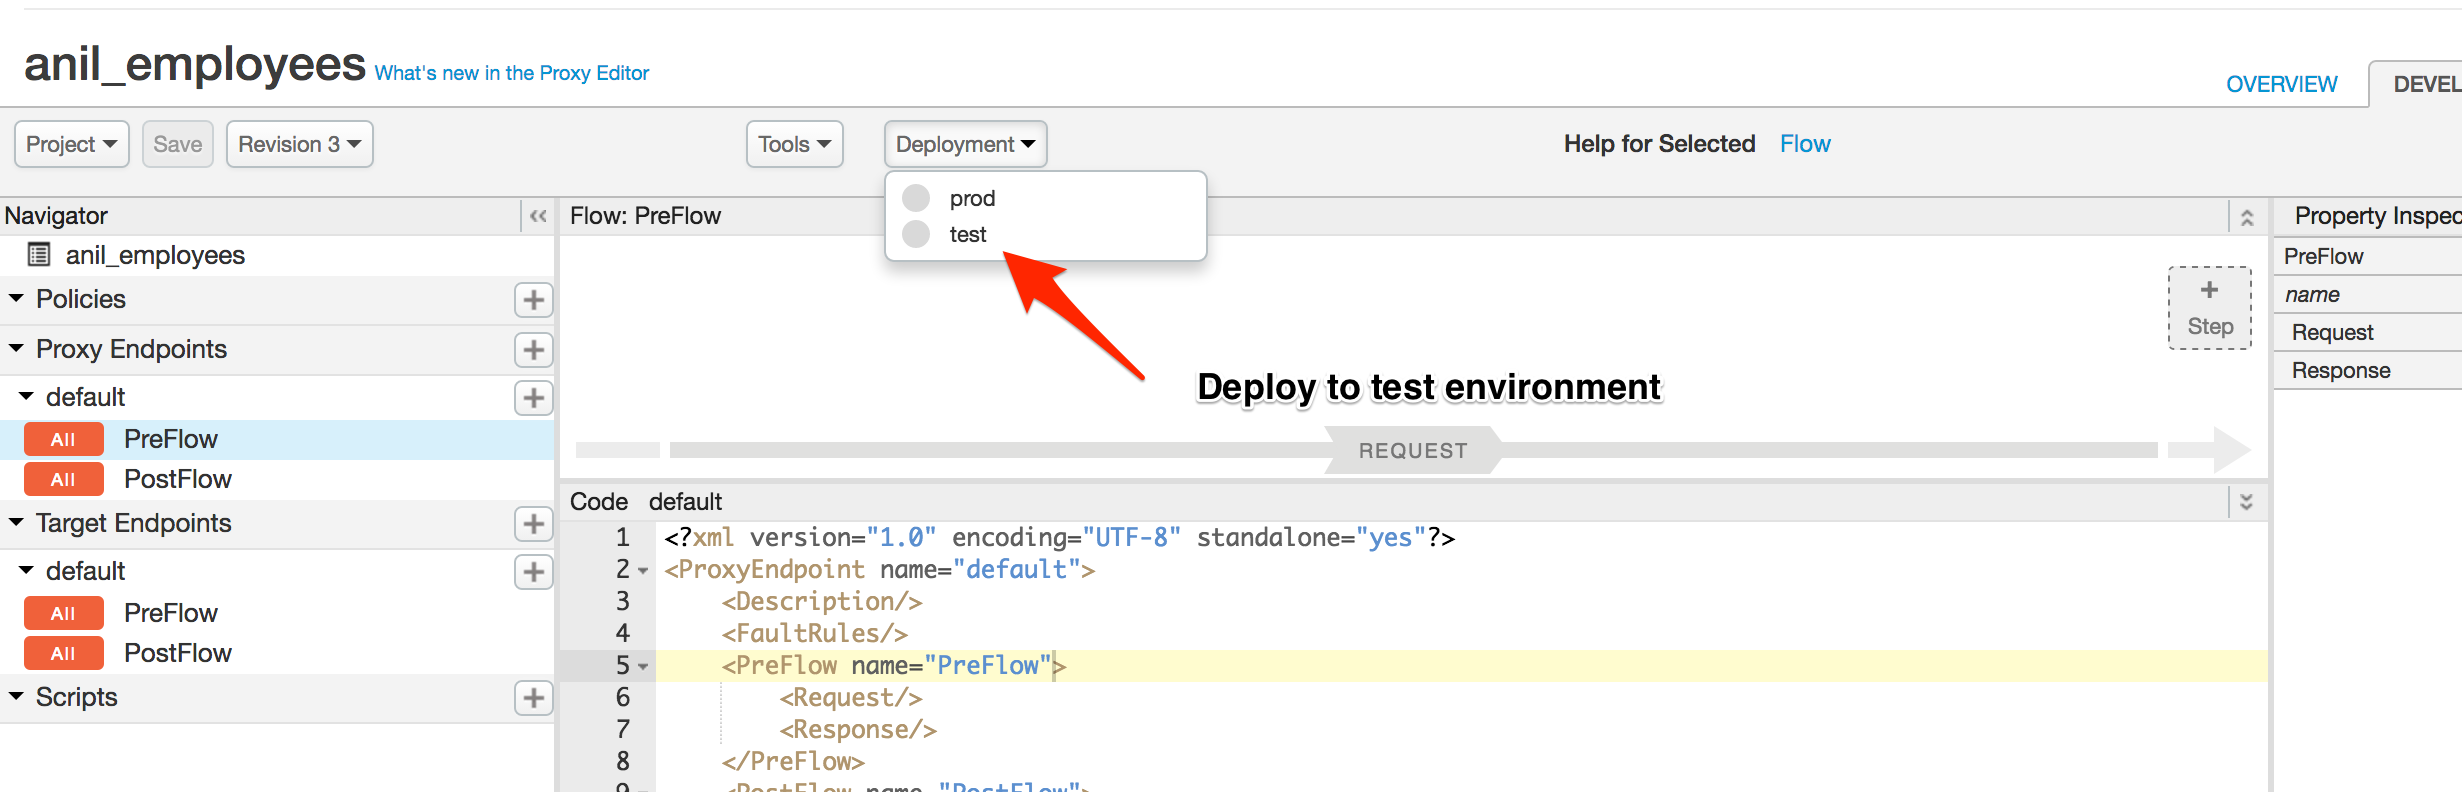 anil_employees What's new in the Proxy Editor
OVERVIEW DEVEL
Project Save Revision 3 Tools Deployment Help for Selected Flow
prod
test
Navigator
anil_employees
Policies
Proxy Endpoints
default
All PreFlow
All PostFlow
Target Endpoints
default
All PreFlow
All PostFlow
Scripts
Flow: PreFlow
+
Step
Deploy to test environment
REQUEST
Code default
1 <?xml version="1.0" encoding="UTF-8" standalone="yes"?>
2 <ProxyEndpoint name="default">
3 <Description/>
4 <FaultRules/>
5 <PreFlow name="PreFlow">
6 <Request/>
7 <Response/>
8 </PreFlow>
9 <PostFlow name="PostFlow">
Property Inspec
PreFlow
name
Request
Response